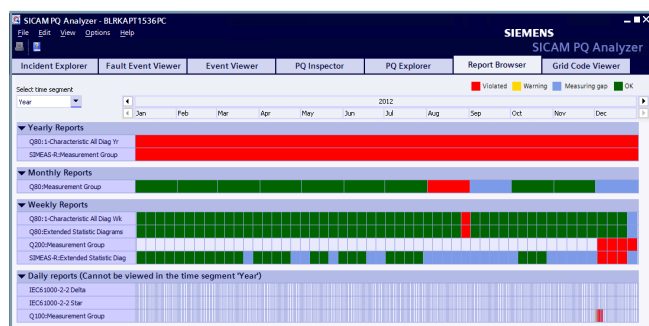 SICAM PQ Analyzer - BLRKAPT1536PC
File Edit View Options Help
SIEMENS
SICAM PQ Analyzer
Incident Explorer Fault Event Viewer Event Viewer PQ Inspector PQ Explorer Report Browser Grid Code Viewer
Select time segment
Violated Warning Measuring gap OK
Year
2012
Jan Feb Mar Apr May Jun Jul Aug Sep Oct Nov Dec
Yearly Reports
Q80:1-Characteristic All Diag Yr
SIMEAS-R:Measurement Group
Monthly Reports
Q80:Measurement Group
Weekly Reports
Q80:1-Characteristic All Diag Wk
Q80:Extended Statistic Diagrams
Q200:Measurement Group
SIMEAS-R:Extended Statistic Diag
Daily reports (Cannot be viewed in the time segment 'Year')
IEC61000-2-2 Delta
IEC61000-2-2 Star
Q100:Measurement Group